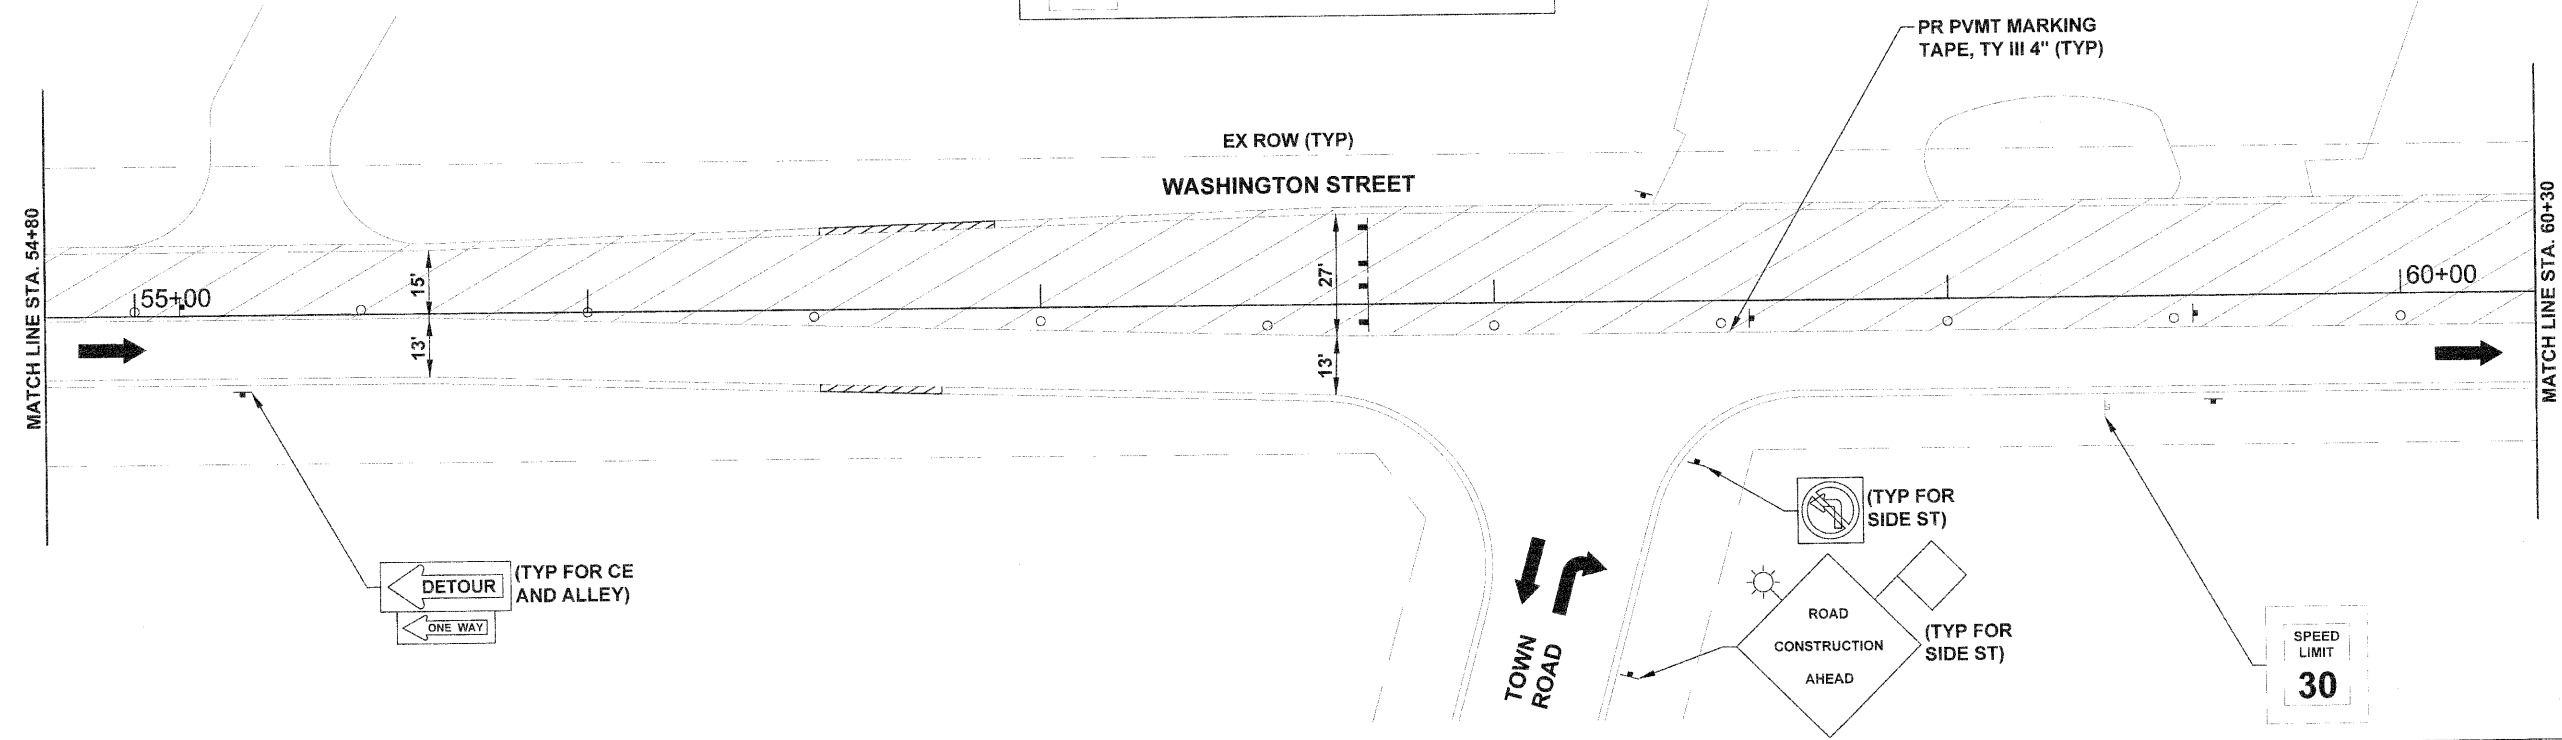 PR PVMT MARKING
TAPE, TY III 4" (TYP)
EX ROW (TYP)
WASHINGTON STREET
MATCH LINE STA. 54+80
MATCH LINE STA. 60+30
55+00
15'
27'
60+00
13'
13'
DETOUR
ONE WAY
(TYP FOR CE
AND ALLEY)
(TYP FOR
SIDE ST)
ROAD
CONSTRUCTION
AHEAD
(TYP FOR
SIDE ST)
TOWN
ROAD
SPEED
LIMIT
30